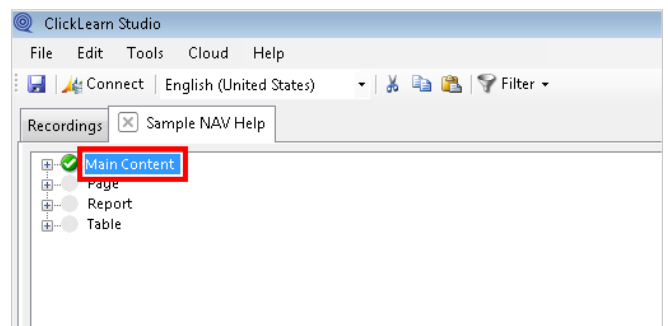 ClickLearn Studio
File Edit Tools Cloud Help
Connect English (United States) Filter
Recordings Sample NAV Help
Main Content
Page
Report
Table